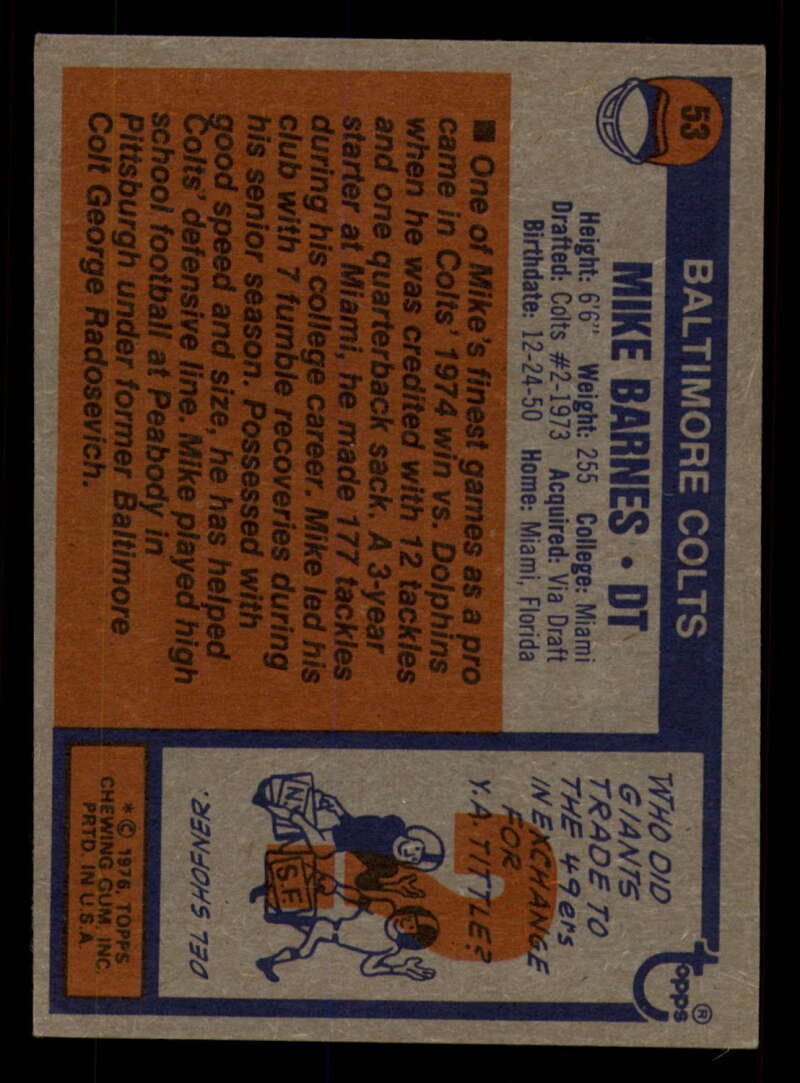 53
BALTIMORE COLTS
MIKE BARNES • DT
Height: 6'6" Weight: 255 College: Miami
Drafted: Colts #2-1973 Acquired: Via Draft
Birthdate: 12-24-50 Home: Miami, Florida
■ One of Mike's finest games as a pro
came in Colts' 1974 win vs. Dolphins
when he was credited with 12 tackles
and one quarterback sack. A 3-year
starter at Miami, he made 177 tackles
during his college career. Mike led his
club with 7 fumble recoveries during
his senior season. Possessed with
good speed and size, he has helped
Colts' defensive line. Mike played high
school football at Peabody in
Pittsburgh under former Baltimore
Colt George Radosevich.
topps®
WHO DID
GIANTS
TRADE TO
THE 49ers
IN EXCHANGE
FOR
Y.A. TITTLE?
?
N.Y.
S.F.
DEL SHOFNER.
* © 1976, TOPPS
CHEWING GUM, INC.
PRTD. IN U.S.A.